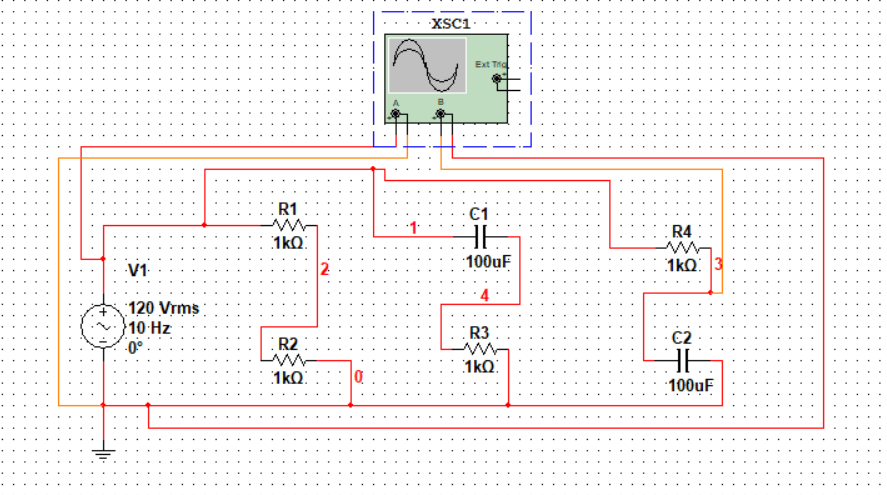 XSC1
Ext Trig
+
A
B
+
+
R1
1kΩ
2
1
C1
100uF
4
R4
1kΩ
3
V1
120 Vrms
10 Hz
0°
R2
1kΩ
0
R3
1kΩ
C2
100uF